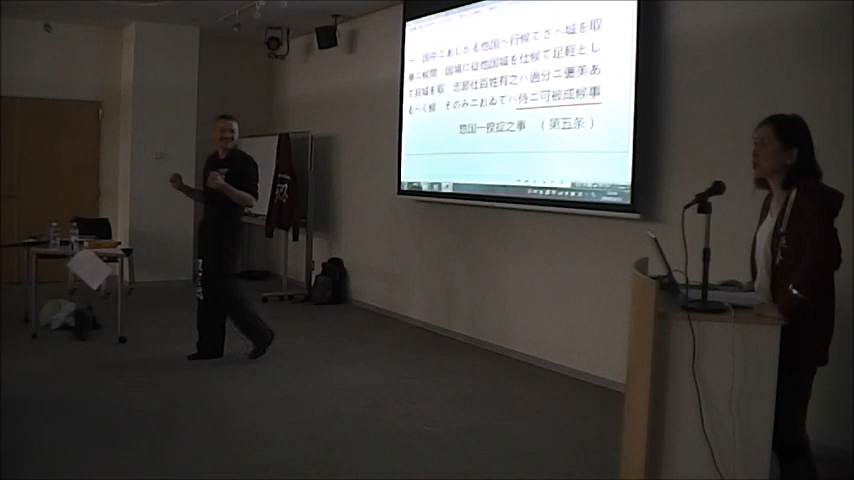 一　国中ニあしかる他国へ行候てさへ城を取
事ニ候間　国境に従他国城を仕候て足軽とし
て其城を取　忠節仕百姓有之ハ過分ニ褒美あ
るへく候　そのみニおゐてハ侍ニ可被成候事
惣国一揆掟之事　（第五条）